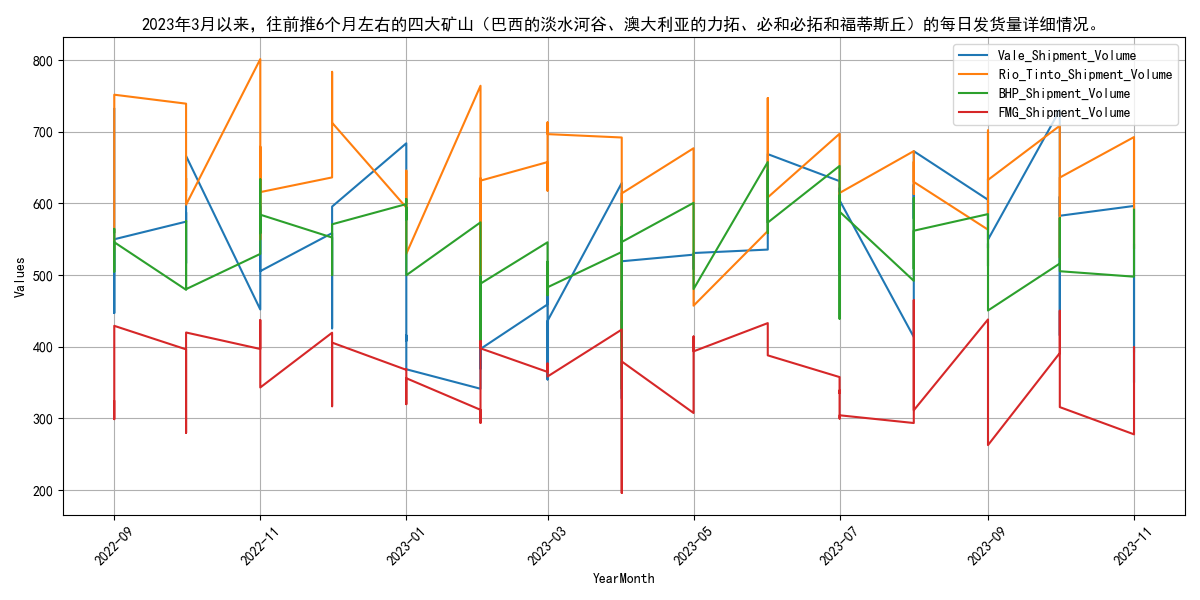 2023年3月以来，往前推6个月左右的四大矿山（巴西的淡水河谷、澳大利亚的力拓、必和必拓和福蒂斯丘）的每日发货量详细情况。
Vale_Shipment_Volume
Rio_Tinto_Shipment_Volume
BHP_Shipment_Volume
FMG_Shipment_Volume
Values
800
700
600
500
400
300
200
2022-09
2022-11
2023-01
2023-03
2023-05
2023-07
2023-09
2023-11
YearMonth